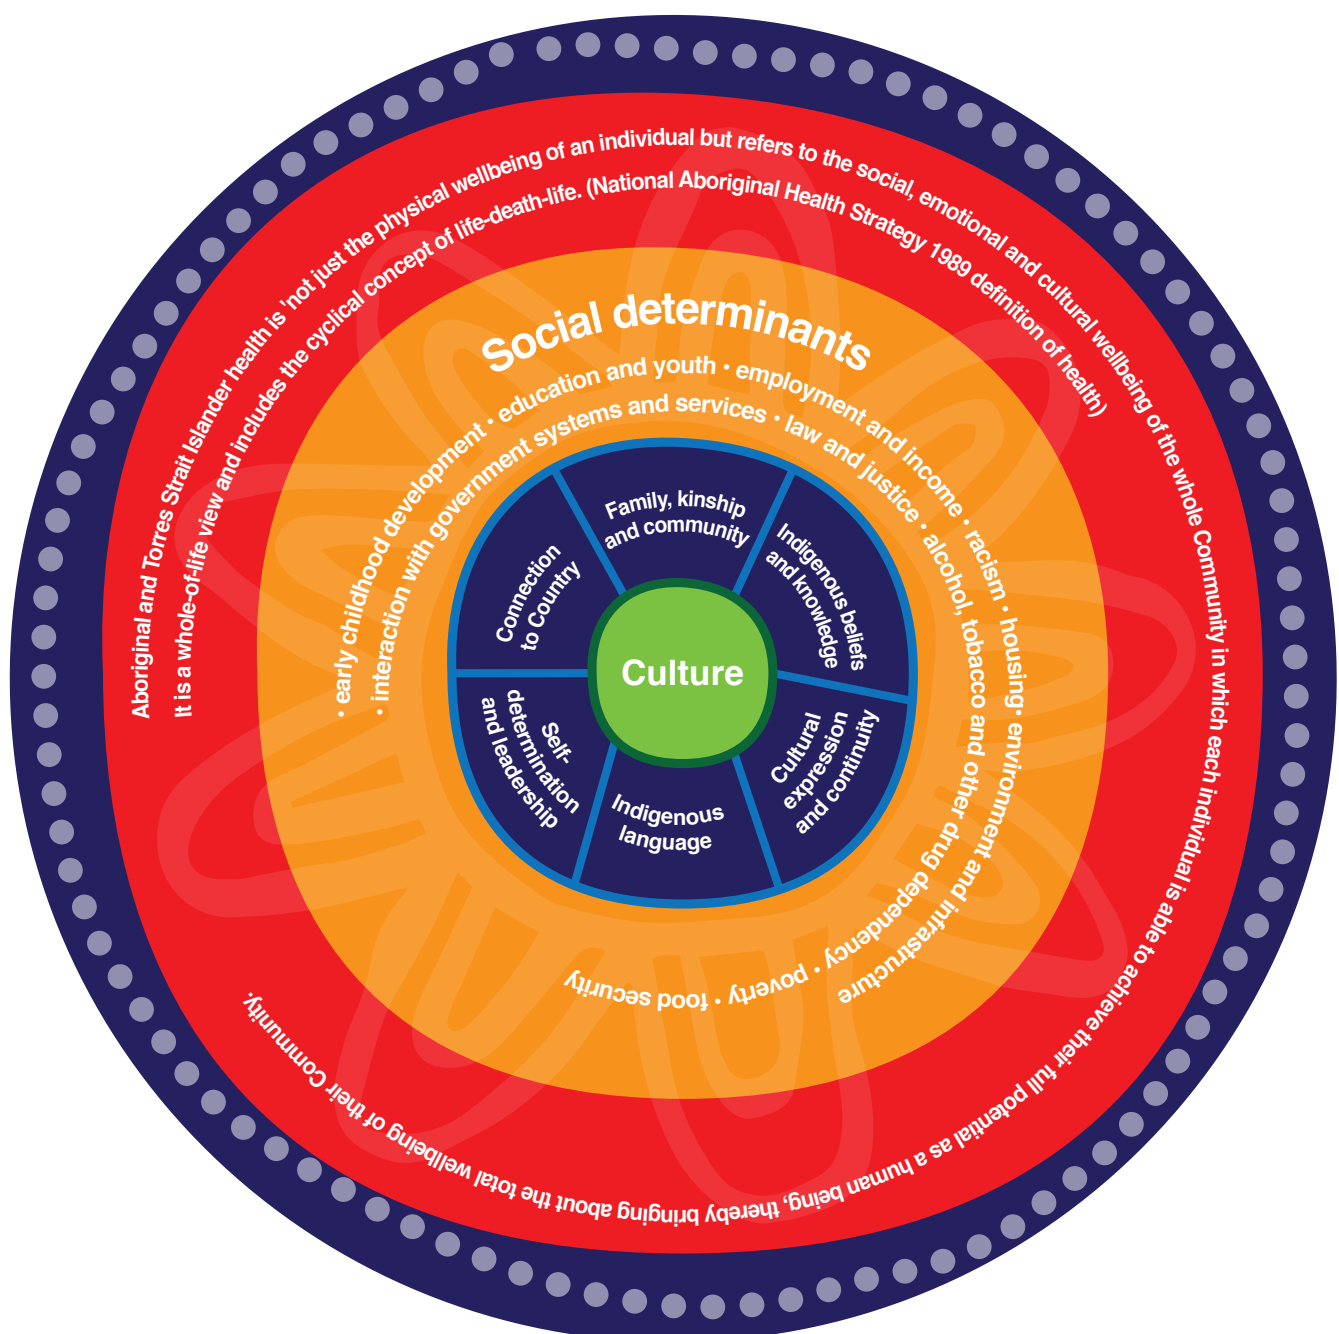 Aboriginal and Torres Strait Islander health is 'not just the physical wellbeing of an individual but refers to the social, emotional and cultural wellbeing of the whole Community in which each individual is able to achieve their full potential as a human being, thereby bringing about the total wellbeing of their Community.
It is a whole-of-life view and includes the cyclical concept of life-death-life. (National Aboriginal Health Strategy 1989 definition of health)
Social determinants
• early childhood development • education and youth • employment and income • racism • housing• environment and infrastructure
• interaction with government systems and services • law and justice • alcohol, tobacco and other drug dependency • poverty • food security
Family, kinship
and community
Indigenous beliefs
and knowledge
Cultural
expression
and continuity
Indigenous
language
Self-
determination
and leadership
Connection
to Country
Culture